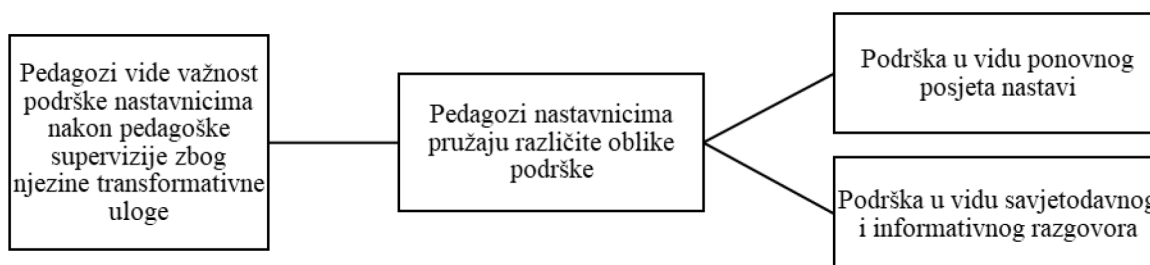 Pedagozi vide važnost
podrške nastavnicima
nakon pedagoške
supervizije zbog
njezine transformativne
uloge
Pedagozi nastavnicima
pružaju različite oblike
podrške
Podrška u vidu ponovnog
posjeta nastavi
Podrška u vidu savjetodavnog
i informativnog razgovora